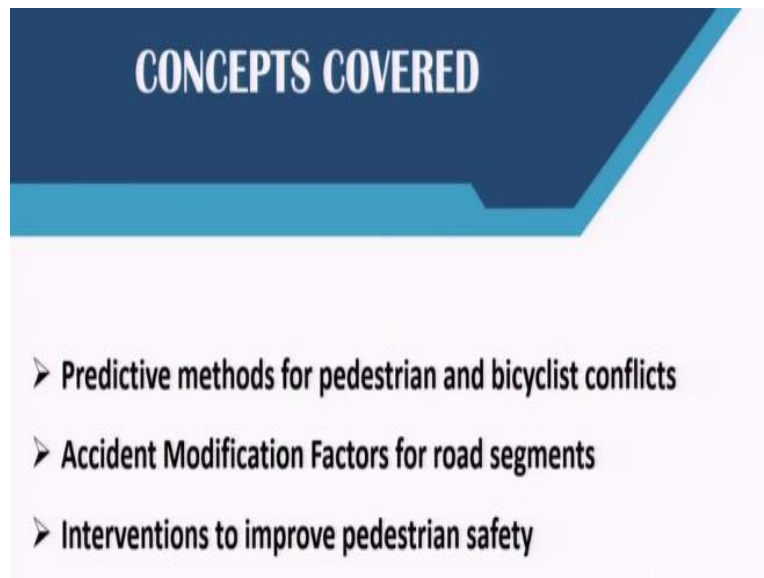 CONCEPTS COVERED
➢ Predictive methods for pedestrian and bicyclist conflicts
➢ Accident Modification Factors for road segments
➢ Interventions to improve pedestrian safety